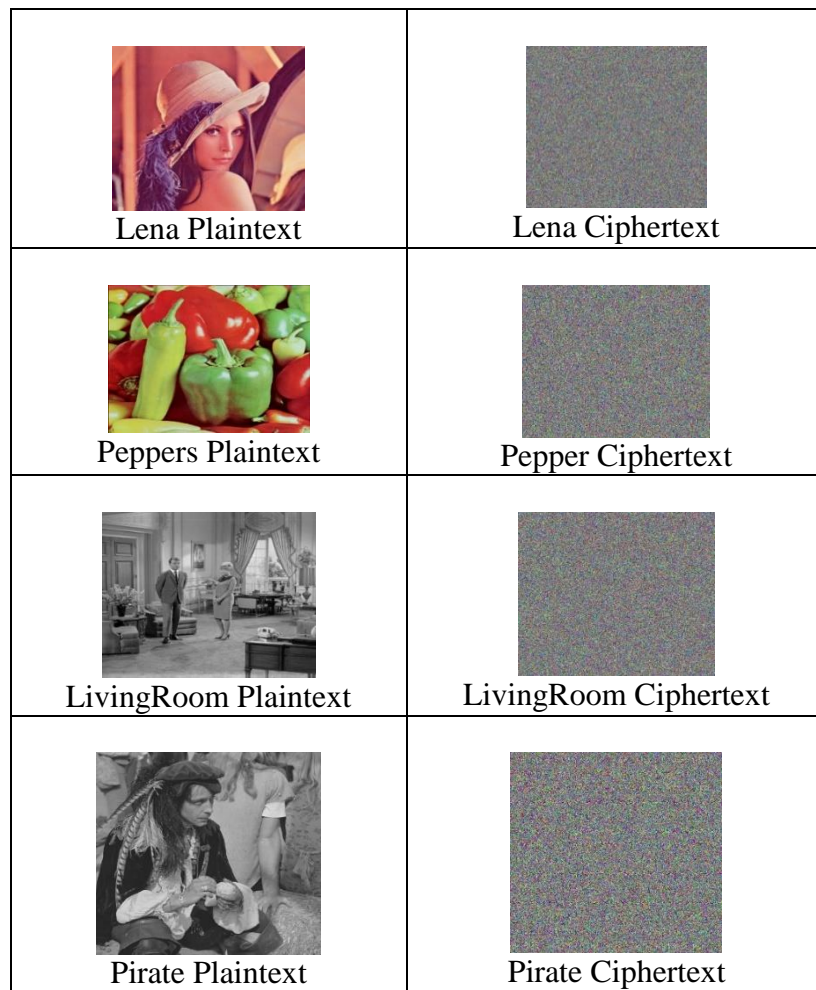 Lena Plaintext
Lena Ciphertext
Peppers Plaintext
Pepper Ciphertext
LivingRoom Plaintext
LivingRoom Ciphertext
Pirate Plaintext
Pirate Ciphertext